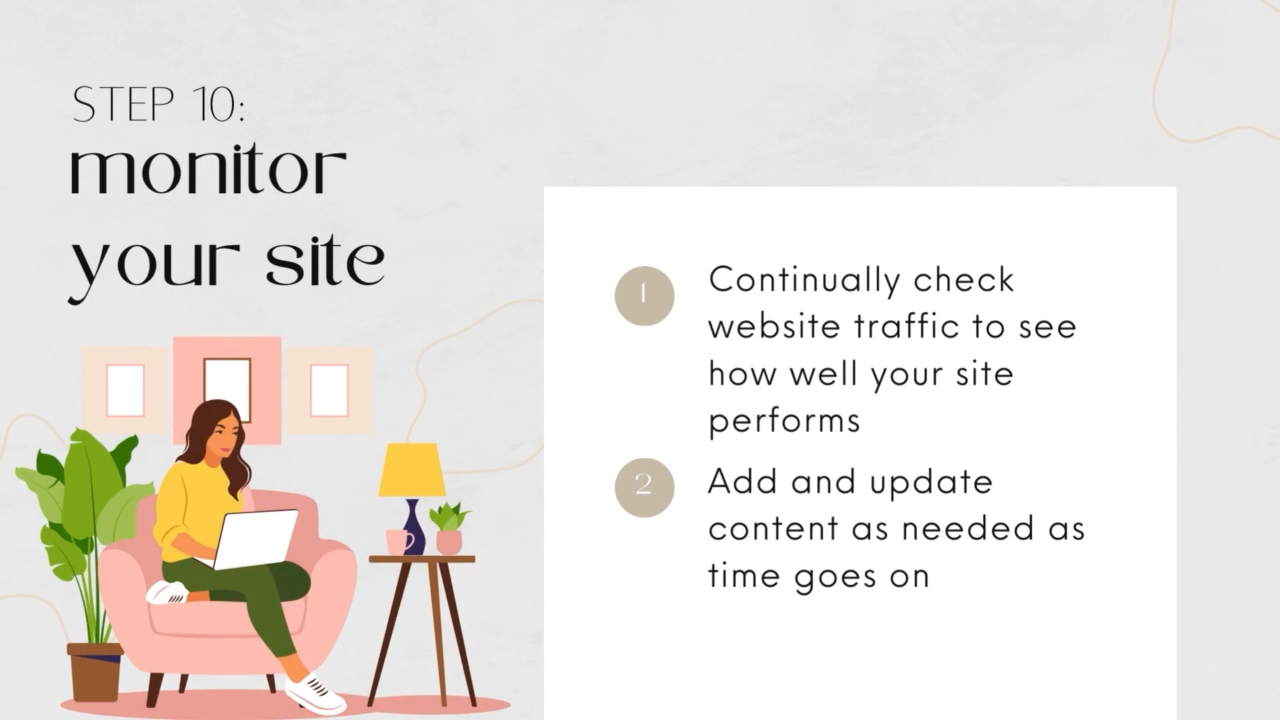 STEP 10:
monitor
your site
1
Continually check
website traffic to see
how well your site
performs
2
Add and update
content as needed as
time goes on